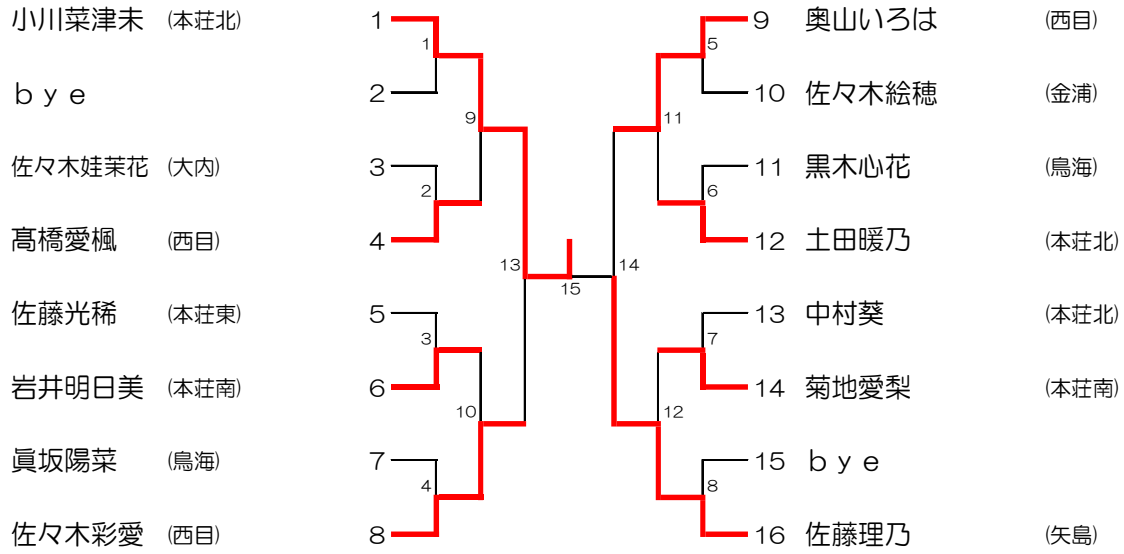 小川菜津未 (本荘北) 1 9 奥山いろは (西目)
1 5
ｂｙｅ 2 10 佐々木絵穂 (金浦)
9 11
佐々木娃茉花 (大内) 3 11 黒木心花 (鳥海)
2 6
髙橋愛楓 (西目) 4 12 土田暖乃 (本荘北)
13 14
15
佐藤光稀 (本荘東) 5 13 中村葵 (本荘北)
3 7
岩井明日美 (本荘南) 6 14 菊地愛梨 (本荘南)
10 12
眞坂陽菜 (鳥海) 7 15 ｂｙｅ
4 8
佐々木彩愛 (西目) 8 16 佐藤理乃 (矢島)